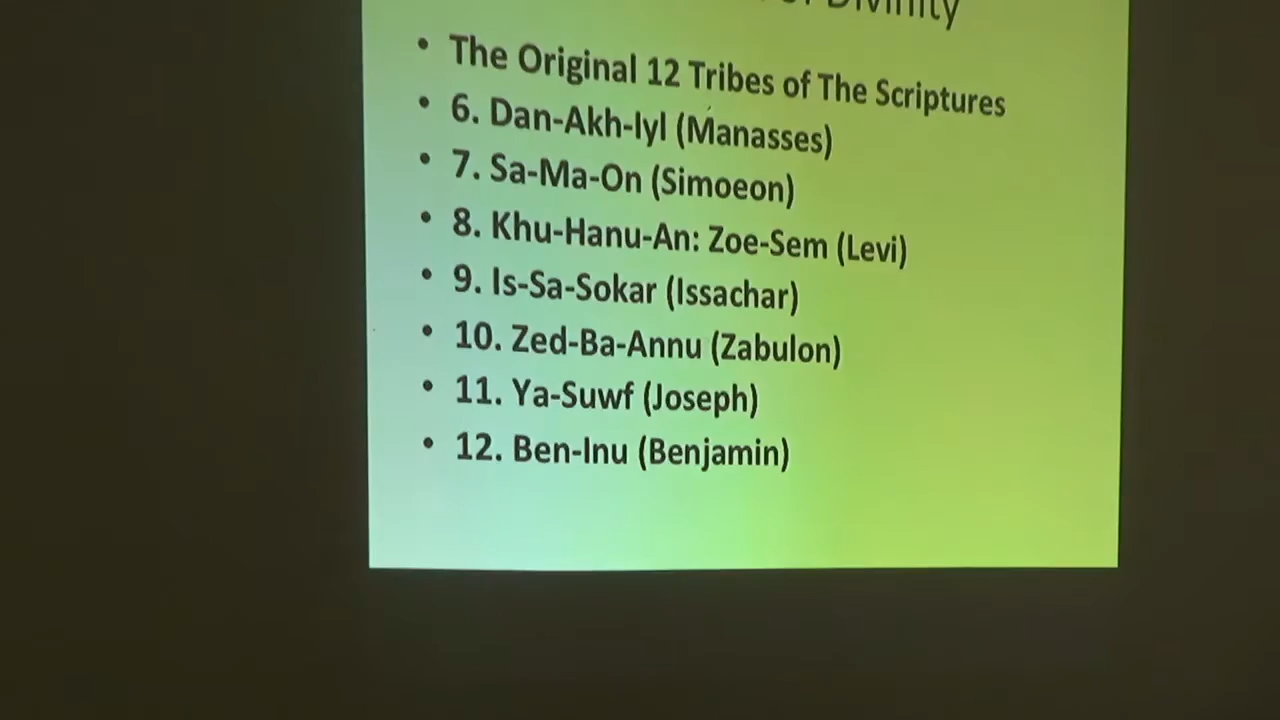 of Divinity
• The Original 12 Tribes of The Scriptures
• 6. Dan-Akh-Iyl (Manasses)
• 7. Sa-Ma-On (Simoeon)
• 8. Khu-Hanu-An: Zoe-Sem (Levi)
• 9. Is-Sa-Sokar (Issachar)
• 10. Zed-Ba-Annu (Zabulon)
• 11. Ya-Suwf (Joseph)
• 12. Ben-Inu (Benjamin)